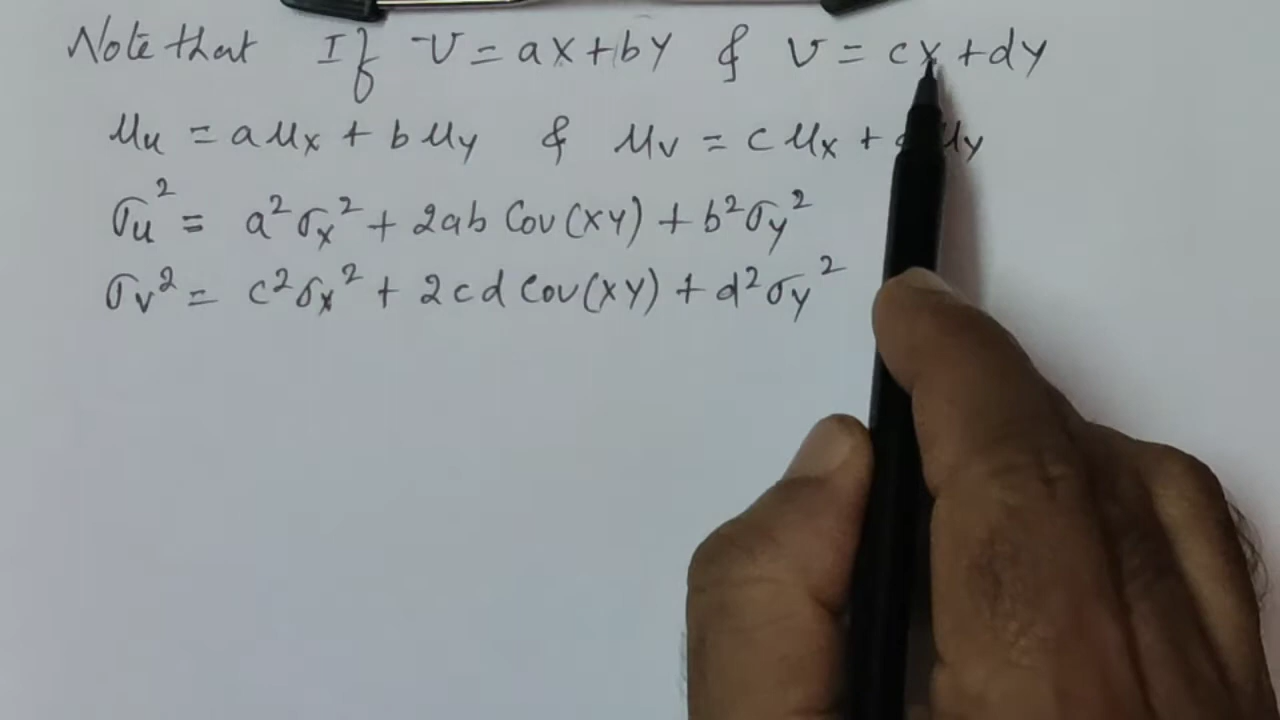 Note that If U = aX + bY & V = cX + dY
μu = aμx + bμy & μv = cμx + dμy
σu² = a²σx² + 2ab Cov(XY) + b²σy²
σv² = c²σx² + 2cd Cov(XY) + d²σy²